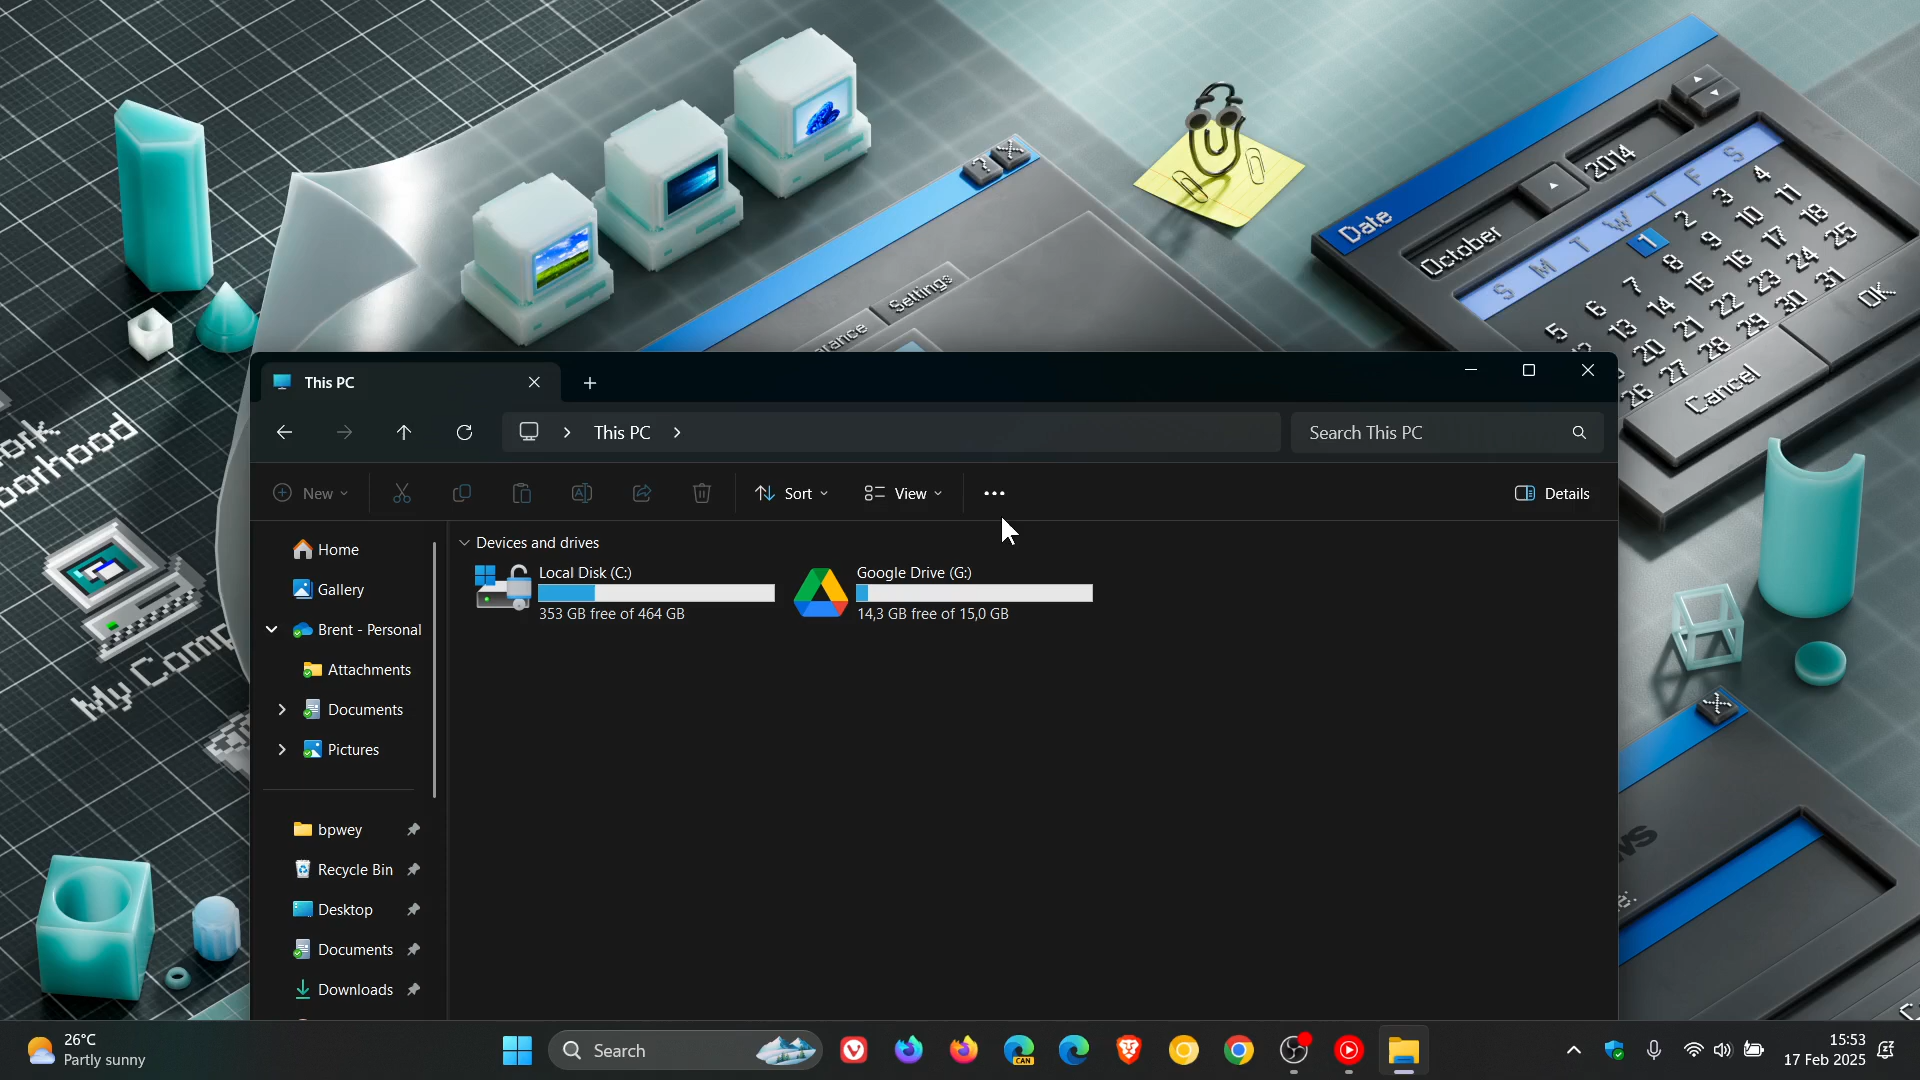 Settings
Date
October
2014
S M T W T F S
1 2 3 4
5 6 7 8 9 10 11
13 14 15 16 17 18
19 20 21 22 23 24 25
26 27 28 29 30 31
Cancel
OK
My Comp
oorhood
This PC
This PC
Search This PC
New
Sort
View
Details
Home
Gallery
Brent - Personal
Attachments
Documents
Pictures
bpwey
Recycle Bin
Desktop
Documents
Downloads
Devices and drives
Local Disk (C:)
353 GB free of 464 GB
Google Drive (G:)
14,3 GB free of 15,0 GB
26°C
Partly sunny
Search
CAN
15:53
17 Feb 2025